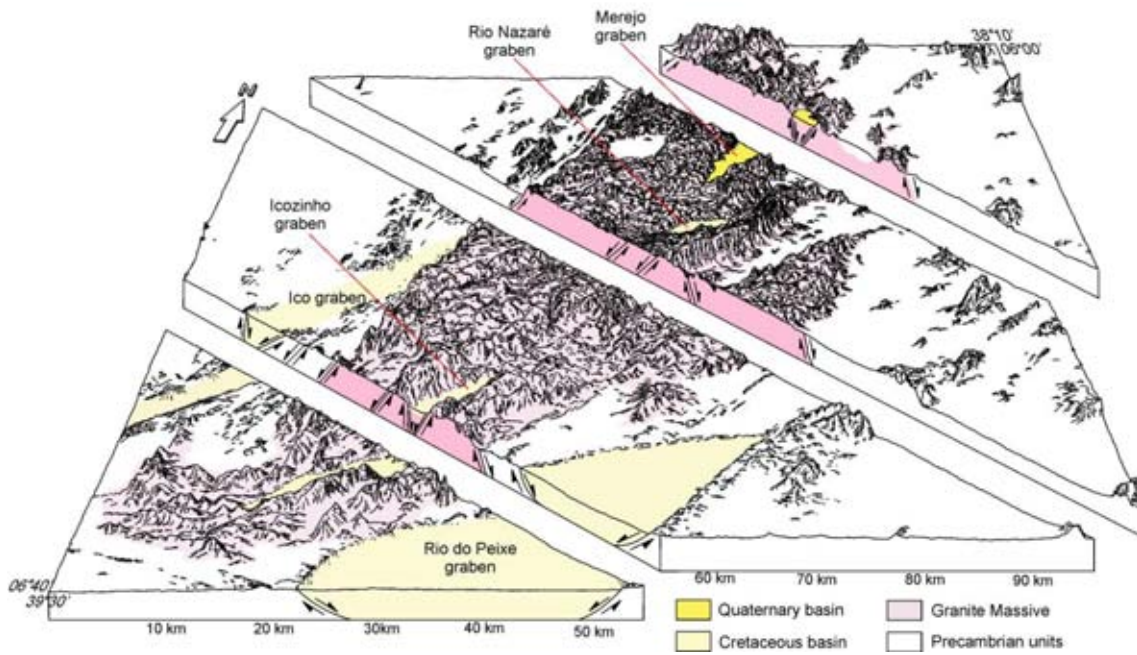 Merejo
graben
Rio Nazaré
graben
38°10'
06°00'
N
Icozinho
graben
Ico graben
Rio do Peixe
graben
06°40'
39°30'
10 km
20 km
30km
40 km
50 km
60 km
70 km
80 km
90 km
Quaternary basin
Granite Massive
Cretaceous basin
Precambrian units